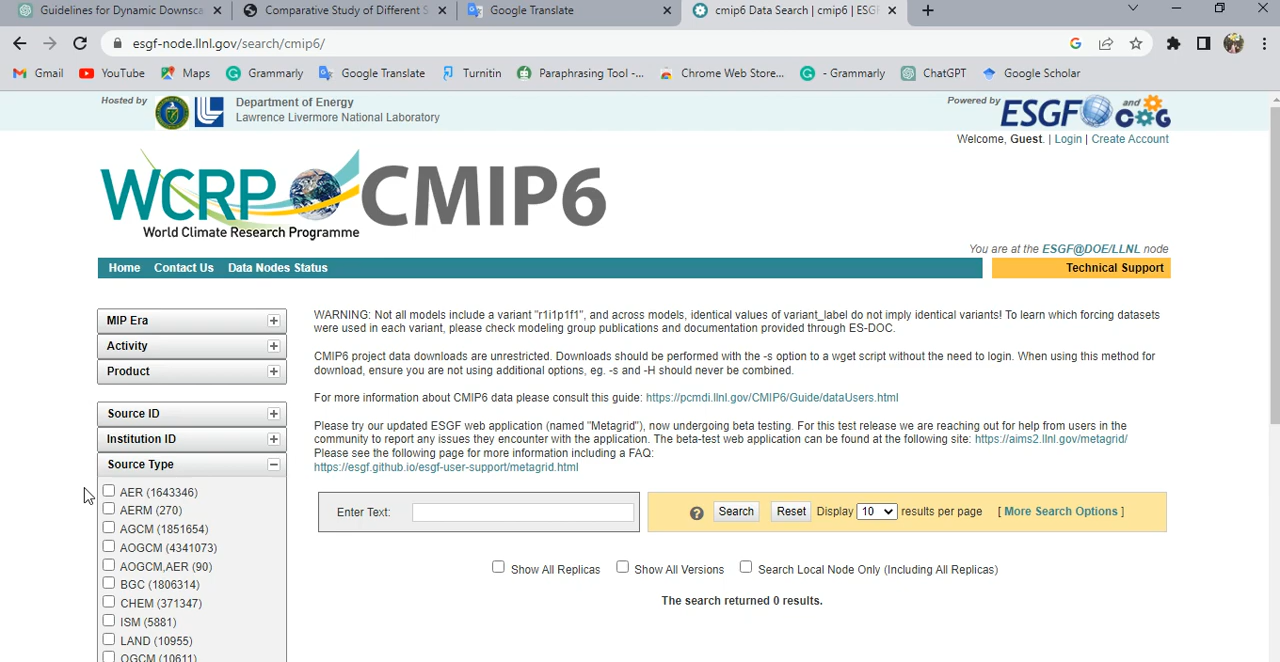 Guidelines for Dynamic Downsca
Comparative Study of Different S
Google Translate
cmip6 Data Search | cmip6 | ESG
esgf-node.llnl.gov/search/cmip6/
Gmail YouTube Maps Grammarly Google Translate Turnitin Paraphrasing Tool -... Chrome Web Store... - Grammarly ChatGPT Google Scholar
Hosted by
Department of Energy
Lawrence Livermore National Laboratory
Powered by ESGF and CoG
Welcome, Guest. | Login | Create Account
WCRP CMIP6
World Climate Research Programme
You are at the ESGF@DOE/LLNL node
Home Contact Us Data Nodes Status
Technical Support
MIP Era
Activity
Product
Source ID
Institution ID
Source Type
AER (1643346)
AERM (270)
AGCM (1851654)
AOGCM (4341073)
AOGCM,AER (90)
BGC (1806314)
CHEM (371347)
ISM (5881)
LAND (10955)
OGCM (10611)
WARNING: Not all models include a variant "r1i1p1f1", and across models, identical values of variant_label do not imply identical variants! To learn which forcing datasets
were used in each variant, please check modeling group publications and documentation provided through ES-DOC.
CMIP6 project data downloads are unrestricted. Downloads should be performed with the -s option to a wget script without the need to login. When using this method for
download, ensure you are not using additional options, eg. -s and -H should never be combined.
For more information about CMIP6 data please consult this guide: https://pcmdi.llnl.gov/CMIP6/Guide/dataUsers.html
Please try our updated ESGF web application (named "Metagrid"), now undergoing beta testing. For this test release we are reaching out for help from users in the
community to report any issues they encounter with the application. The beta-test web application can be found at the following site: https://aims2.llnl.gov/metagrid/
Please see the following page for more information including a FAQ:
https://esgf.github.io/esgf-user-support/metagrid.html
Enter Text:
? Search Reset Display 10 results per page [ More Search Options ]
Show All Replicas Show All Versions Search Local Node Only (Including All Replicas)
The search returned 0 results.